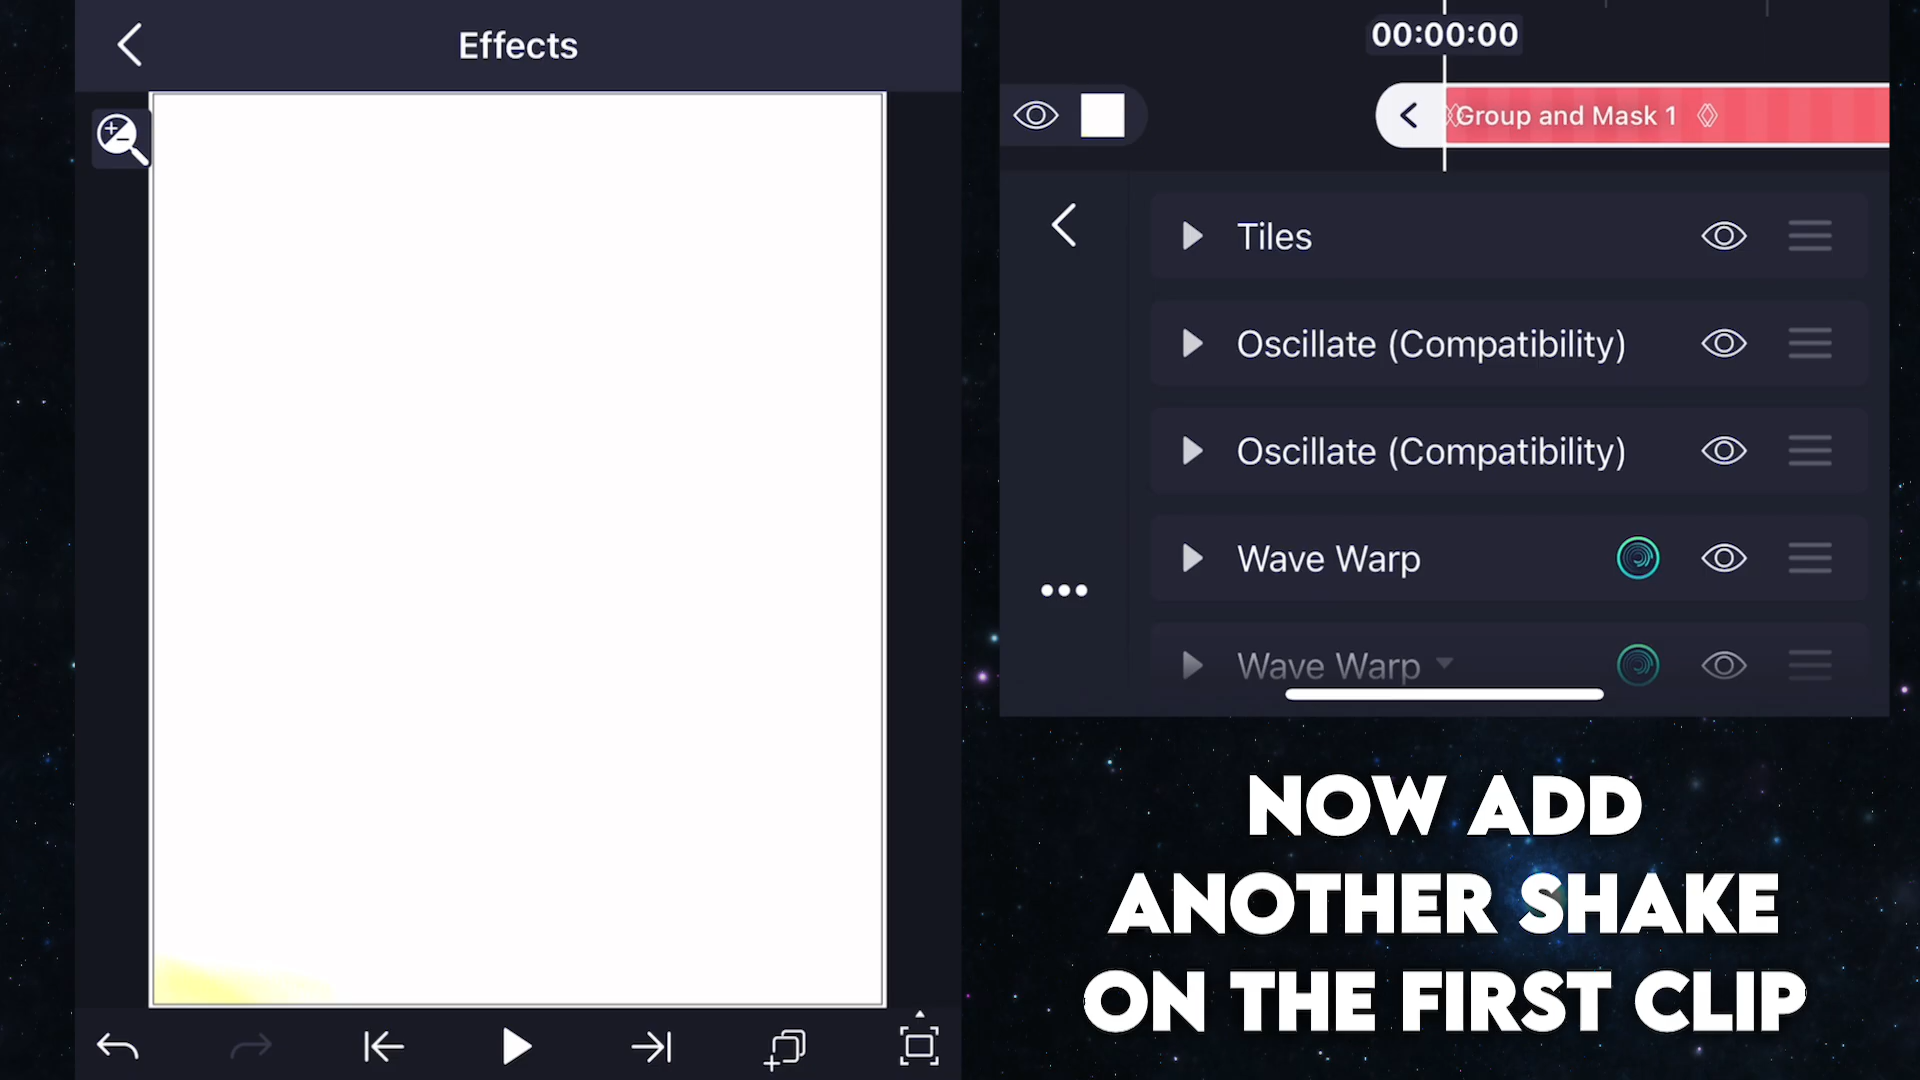 Effects
00:00:00
Group and Mask 1
Tiles
Oscillate (Compatibility)
Oscillate (Compatibility)
Wave Warp
Wave Warp
NOW ADD
ANOTHER SHAKE
ON THE FIRST CLIP